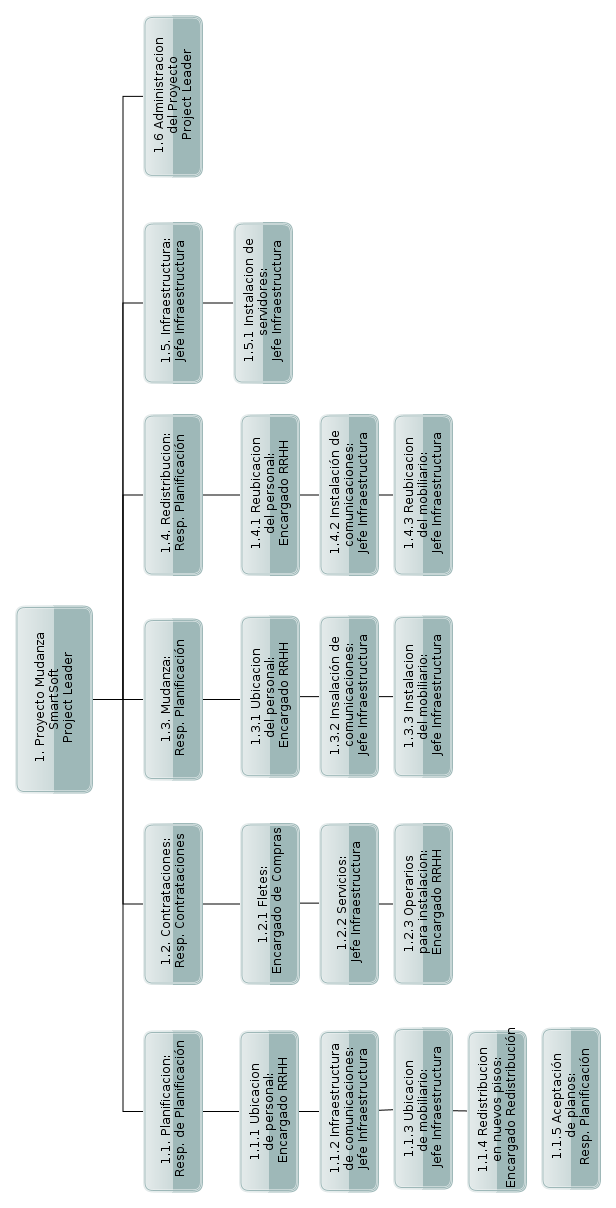 1. Proyecto Mudanza
SmartSoft
Project Leader
1.1. Planificacion:
Resp. de Planificación
1.1.1 Ubicacion
de personal:
Encargado RRHH
1.1.2 Infraestructura
de comunicaciones:
Jefe Infraestructura
1.1.3 Ubicacion
de mobiliario:
Jefe Infraestructura
1.1.4 Redistribucion
en nuevos pisos:
Encargado Redistribución
1.1.5 Aceptación
de planos:
Resp. Planificación
1.2. Contrataciones:
Resp. Contrataciones
1.2.1 Fletes:
Encargado de Compras
1.2.2 Servicios:
Jefe Infraestructura
1.2.3 Operarios
para instalacion:
Encargado RRHH
1.3. Mudanza:
Resp. Planificación
1.3.1 Ubicacion
del personal:
Encargado RRHH
1.3.2 Insalación de
comunicaciones:
Jefe Infraestructura
1.3.3 Instalacion
del mobiliario:
Jefe Infraestructura
1.4. Redistribucion:
Resp. Planificación
1.4.1 Reubicacion
del personal:
Encargado RRHH
1.4.2 Instalación de
comunicaciones:
Jefe Infraestructura
1.4.3 Reubicacion
del mobiliario:
Jefe Infraestructura
1.5. Infraestructura:
Jefe Infraestructura
1.5.1 Instalacion de
servidores:
Jefe Infraestructura
1.6 Administracion
del Proyecto
Project Leader